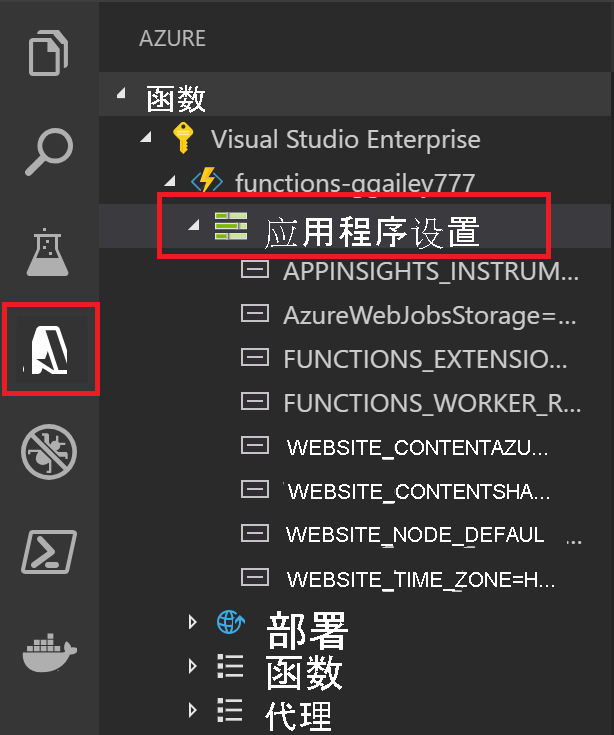 AZURE
函数
Visual Studio Enterprise
functions-ggailey777
应用程序设置
APPINSIGHTS_INSTRUM...
AzureWebJobsStorage=...
FUNCTIONS_EXTENSIO...
FUNCTIONS_WORKER_R...
WEBSITE_CONTENTAZU...
WEBSITE_CONTENTSHA...
WEBSITE_NODE_DEFAUL ...
WEBSITE_TIME_ZONE=H...
部署
函数
代理